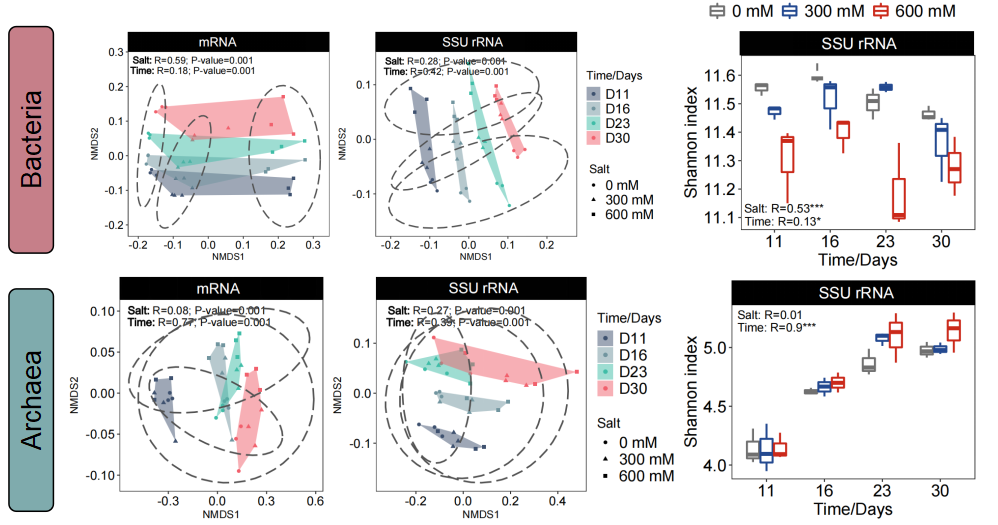 0 mM 300 mM 600 mM
Bacteria
mRNA
Salt: R=0.59; P-value=0.001
Time: R=0.18; P-value=0.001
0.3
0.2
0.1
0.0
-0.1
-0.2
NMDS2
-0.2 -0.1 0.0 0.1 0.2 0.3
NMDS1
SSU rRNA
Salt: R=0.28; P-value=0.001
Time: R=0.42; P-value=0.001
0.1
0.0
-0.1
NMDS2
-0.2 -0.1 0.0 0.1 0.2
NMDS1
Time/Days
D11
D16
D23
D30
Salt
0 mM
300 mM
600 mM
SSU rRNA
11.6
11.5
11.4
11.3
11.2
11.1
Shannon index
Salt: R=0.53***
Time: R=0.13*
11 16 23 30
Time/Days
Archaea
mRNA
Salt: R=0.08; P-value=0.001
Time: R=0.77; P-value=0.001
0.10
0.05
0.00
-0.05
-0.10
NMDS2
-0.3 0.0 0.3 0.6
NMDS1
SSU rRNA
Salt: R=0.27; P-value=0.001
Time: R=0.39; P-value=0.001
0.1
0.0
-0.1
NMDS2
-0.2 0.0 0.2 0.4
NMDS1
Time/Days
D11
D16
D23
D30
Salt
0 mM
300 mM
600 mM
SSU rRNA
Salt: R=0.01
Time: R=0.9***
5.0
4.5
4.0
Shannon index
11 16 23 30
Time/Days